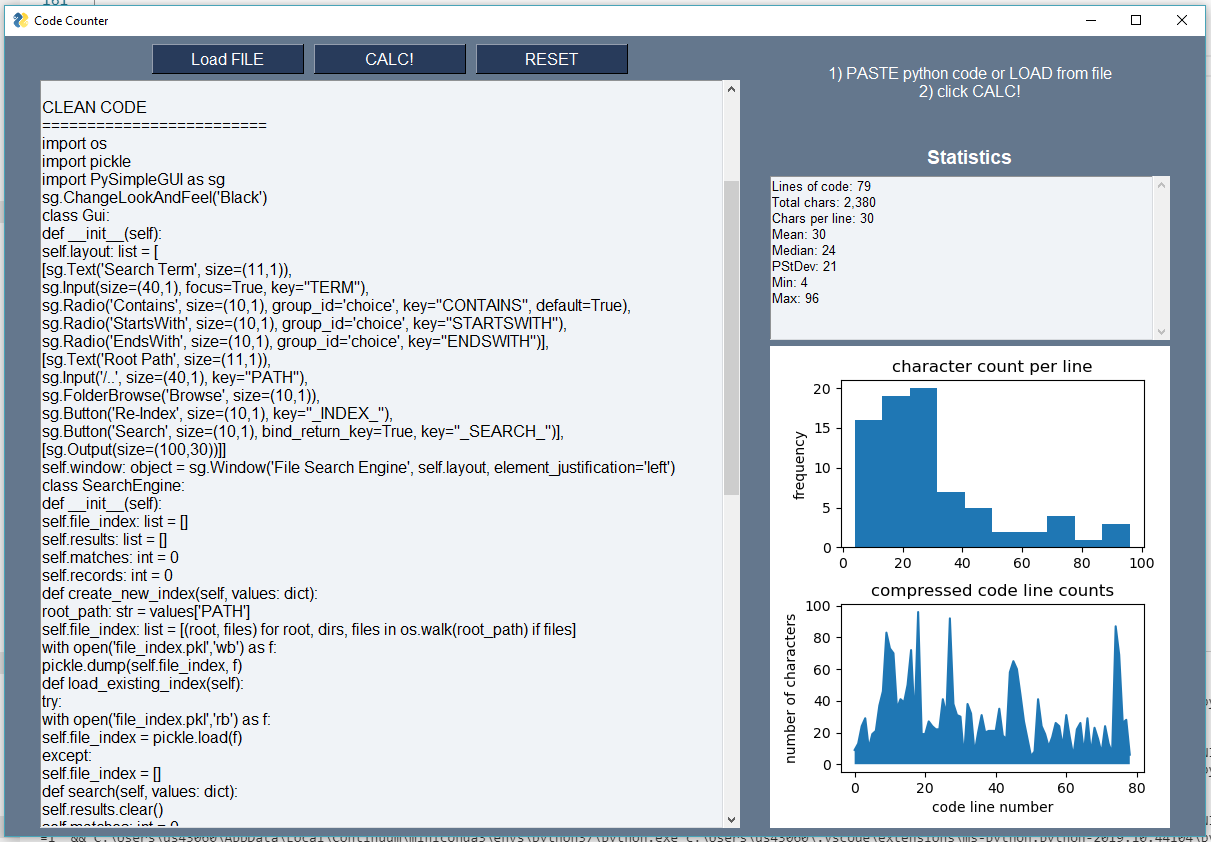 161
Code Counter
Load FILE
CALC!
RESET
1) PASTE python code or LOAD from file
2) click CALC!
CLEAN CODE
=========================
import os
import pickle
import PySimpleGUI as sg
sg.ChangeLookAndFeel('Black')
class Gui:
def __init__(self):
self.layout: list = [
[sg.Text('Search Term', size=(11,1)),
sg.Input(size=(40,1), focus=True, key="TERM"),
sg.Radio('Contains', size=(10,1), group_id='choice', key="CONTAINS", default=True),
sg.Radio('StartsWith', size=(10,1), group_id='choice', key="STARTSWITH"),
sg.Radio('EndsWith', size=(10,1), group_id='choice', key="ENDSWITH")],
[sg.Text('Root Path', size=(11,1)),
sg.Input('/..', size=(40,1), key="PATH"),
sg.FolderBrowse('Browse', size=(10,1)),
sg.Button('Re-Index', size=(10,1), key="_INDEX_"),
sg.Button('Search', size=(10,1), bind_return_key=True, key="_SEARCH_")],
[sg.Output(size=(100,30))]]
self.window: object = sg.Window('File Search Engine', self.layout, element_justification='left')
class SearchEngine:
def __init__(self):
self.file_index: list = []
self.results: list = []
self.matches: int = 0
self.records: int = 0
def create_new_index(self, values: dict):
root_path: str = values['PATH']
self.file_index: list = [(root, files) for root, dirs, files in os.walk(root_path) if files]
with open('file_index.pkl','wb') as f:
pickle.dump(self.file_index, f)
def load_existing_index(self):
try:
with open('file_index.pkl','rb') as f:
self.file_index = pickle.load(f)
except:
self.file_index = []
def search(self, values: dict):
self.results.clear()
self.matches: int = 0
Statistics
Lines of code: 79
Total chars: 2,380
Chars per line: 30
Mean: 30
Median: 24
PStDev: 21
Min: 4
Max: 96
character count per line
frequency
20
15
10
5
0
0 20 40 60 80 100
compressed code line counts
number of characters
100
80
60
40
20
0
0 20 40 60 80
code line number